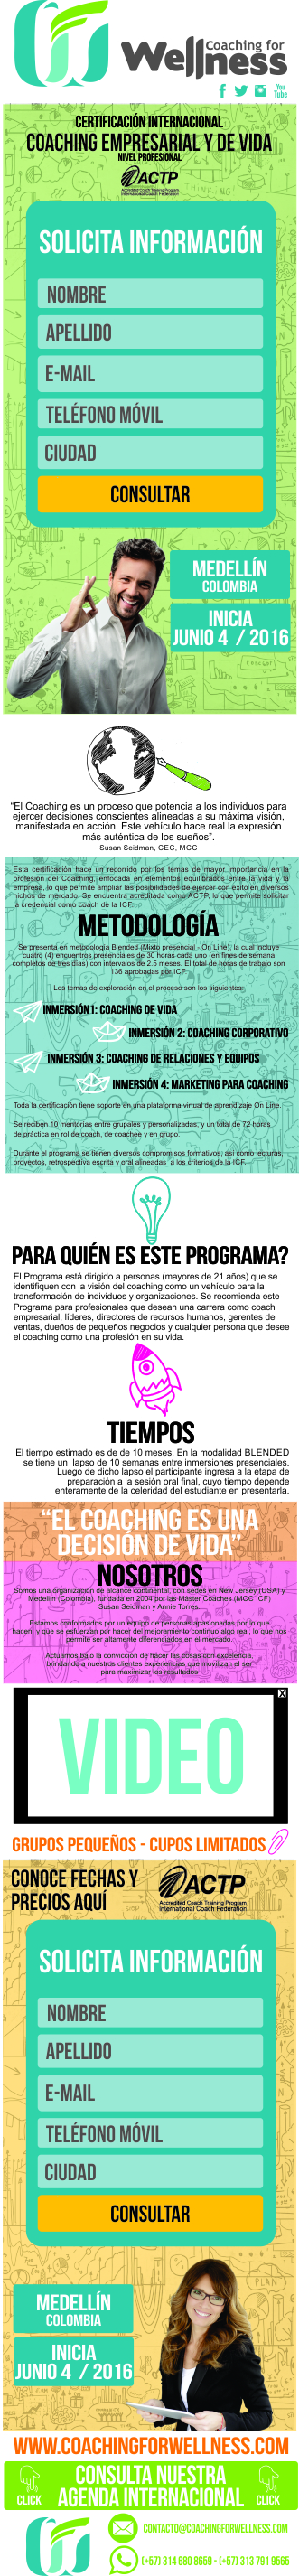 Coaching for
Wellness
You
Tube
CERTIFICACIÓN INTERNACIONAL
COACHING EMPRESARIAL Y DE VIDA
NIVEL PROFESIONAL
ACTP
Accredited Coach Training Program
International Coach Federation
SOLICITA INFORMACIÓN
NOMBRE
APELLIDO
E-MAIL
TELÉFONO MÓVIL
CIUDAD
CONSULTAR
MEDELLÍN
COLOMBIA
INICIA
JUNIO 4 / 2016
"El Coaching es un proceso que potencia a los individuos para
ejercer decisiones conscientes alineadas a su máxima visión,
manifestada en acción. Este vehículo hace real la expresión
más auténtica de los sueños".
Susan Seidman, CEC, MCC
Esta certificación hace un recorrido por los temas de mayor importancia en la
profesión del Coaching, enfocada en elementos equilibrados entre la vida y la
empresa, lo que permite ampliar las posibilidades de ejercer con éxito en diversos
nichos de mercado. Se encuentra acreditada como ACTP, lo que permite solicitar
la credencial como coach de la ICF.
METODOLOGÍA
Se presenta en metodología Blended (Mixto presencial - On Line), la cual incluye
cuatro (4) encuentros presenciales de 30 horas cada uno (en fines de semana
completos de tres días) con intervalos de 2.5 meses. El total de horas de trabajo son
136 aprobadas por ICF.
Los temas de exploración en el proceso son los siguientes:
INMERSIÓN1: COACHING DE VIDA
INMERSIÓN 2: COACHING CORPORATIVO
INMERSIÓN 3: COACHING DE RELACIONES Y EQUIPOS
INMERSIÓN 4: MARKETING PARA COACHING
Toda la certificación tiene soporte en una plataforma virtual de aprendizaje On Line.
Se reciben 10 mentorías entre grupales y personalizadas, y un total de 72 horas
de práctica en rol de coach, de coachee y en grupo.
Durante el programa se tienen diversos compromisos formativos, así como lecturas,
proyectos, retrospectiva escrita y oral alineadas a los criterios de la ICF.
PARA QUIÉN ES ESTE PROGRAMA?
El Programa está dirigido a personas (mayores de 21 años) que se
identifiquen con la visión del coaching como un vehículo para la
transformación de individuos y organizaciones. Se recomienda este
Programa para profesionales que desean una carrera como coach
empresarial, líderes, directores de recursos humanos, gerentes de
ventas, dueños de pequeños negocios y cualquier persona que desee
el coaching como una profesión en su vida.
TIEMPOS
El tiempo estimado es de de 10 meses. En la modalidad BLENDED
se tiene un lapso de 10 semanas entre inmersiones presenciales.
Luego de dicho lapso el participante ingresa a la etapa de
preparación a la sesión oral final, cuyo tiempo depende
enteramente de la celeridad del estudiante en presentarla.
"EL COACHING ES UNA
DECISIÓN DE VIDA"
NOSOTROS
Somos una organización de alcance continental, con sedes en New Jersey (USA) y
Medellín (Colombia), fundada en 2004 por las Máster Coaches (MCC ICF)
Susan Seidman y Annie Torres.
Estamos conformados por un equipo de personas apasionadas por lo que
hacen, y que se esfuerzan por hacer del mejoramiento continuo algo real, lo que nos
permite ser altamente diferenciados en el mercado.
Actuamos bajo la convicción de hacer las cosas con excelencia,
brindando a nuestros clientes experiencias que movilizan el ser
para maximizar los resultados
X
VIDEO
GRUPOS PEQUEÑOS - CUPOS LIMITADOS
CONOCE FECHAS Y
PRECIOS AQUÍ
ACTP
Accredited Coach Training Program
International Coach Federation
SOLICITA INFORMACIÓN
NOMBRE
APELLIDO
E-MAIL
TELÉFONO MÓVIL
CIUDAD
CONSULTAR
PLAN
MEDELLÍN
COLOMBIA
INICIA
JUNIO 4 / 2016
WWW.COACHINGFORWELLNESS.COM
CONSULTA NUESTRA
AGENDA INTERNACIONAL
CLICK
CLICK
CONTACTO@COACHINGFORWELLNESS.COM
(+57) 314 680 8659 - (+57) 313 791 9565